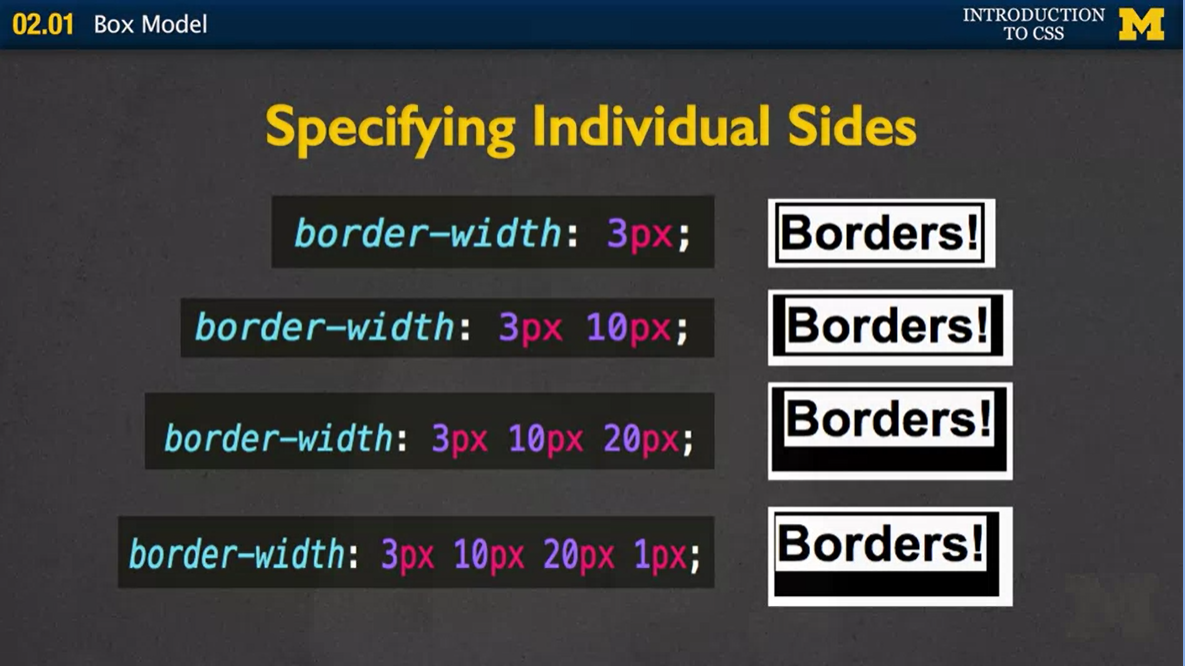 02.01 Box Model
INTRODUCTION
TO CSS
M
Specifying Individual Sides
border-width: 3px;
Borders!
border-width: 3px 10px;
Borders!
border-width: 3px 10px 20px;
Borders!
border-width: 3px 10px 20px 1px;
Borders!
M